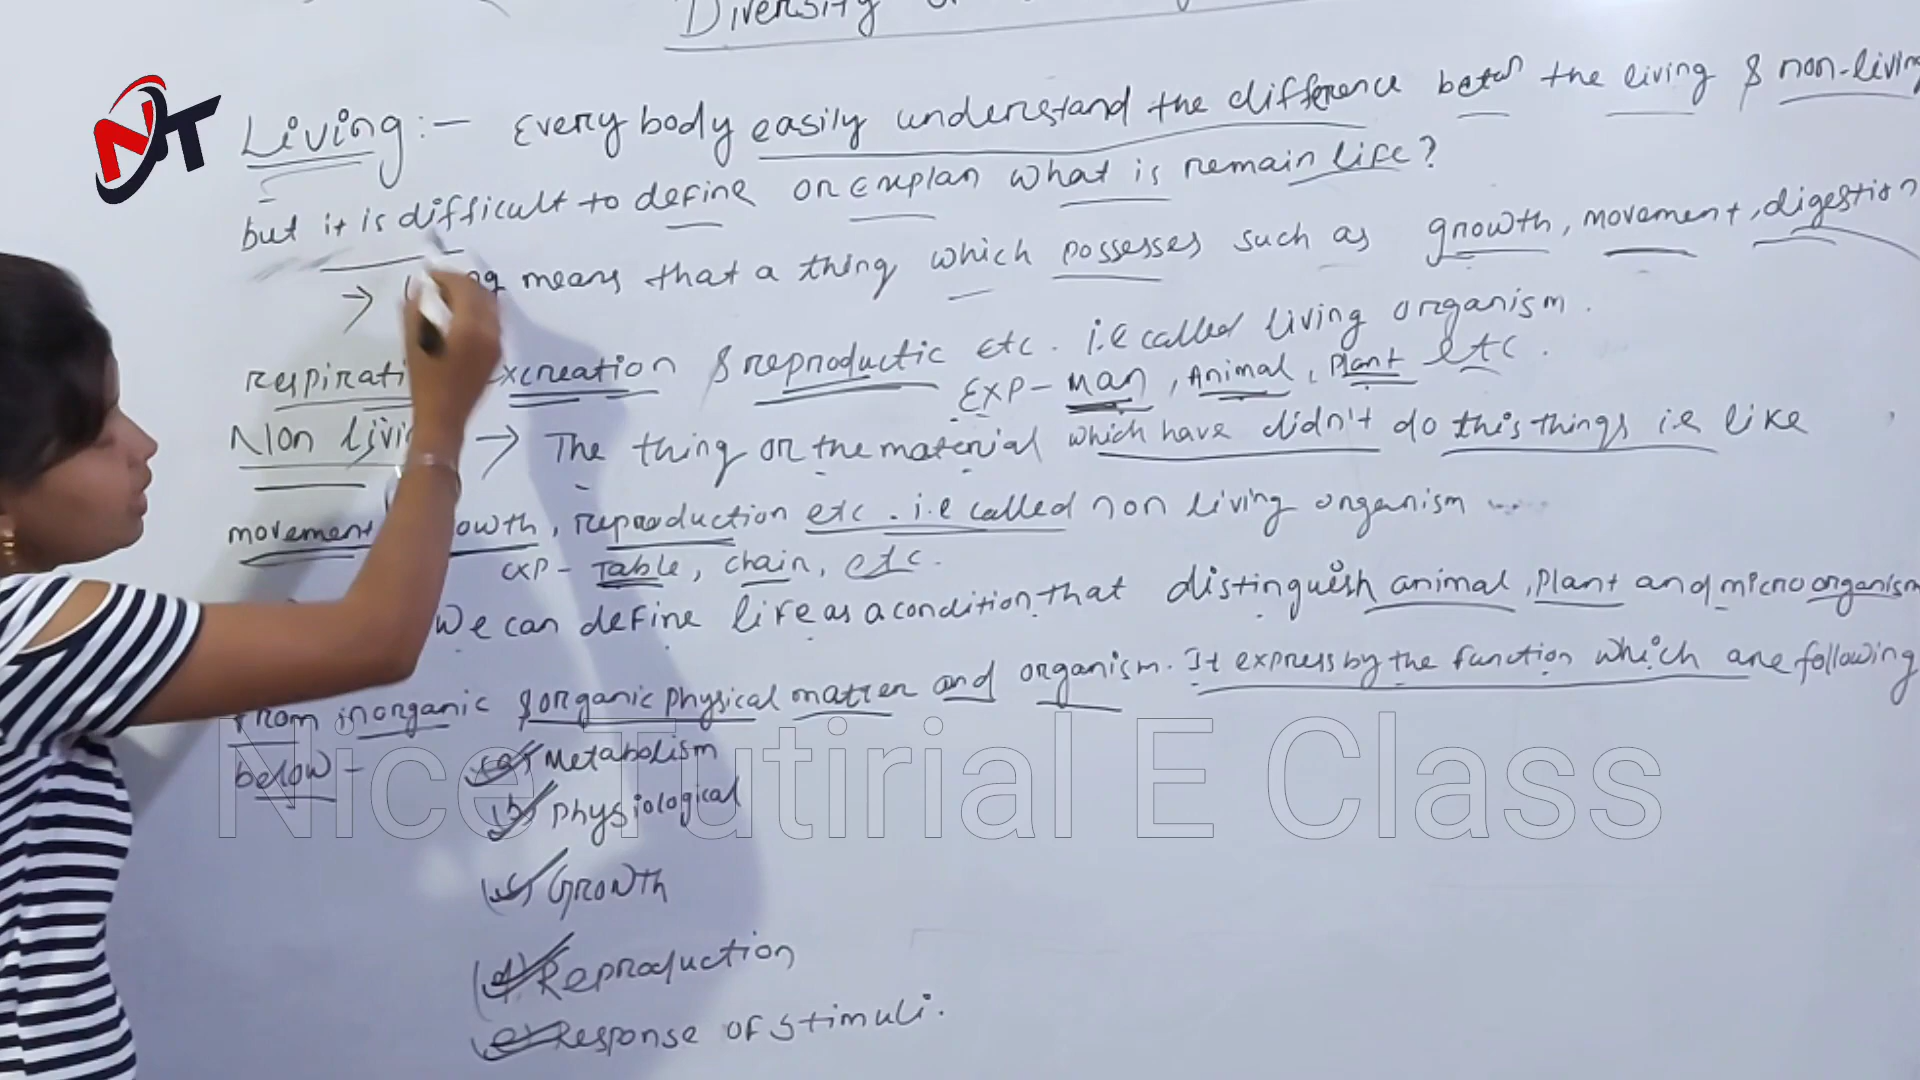 Diversity
NT
Living:- Every body easily understand the difference betwn the living & non-living
but it is difficult to define or Explan what is remain life?
→ means that a thing which possesses such as growth, movement, digestion
respirati xcreation & reproductic etc. i.e called living organism.
Exp- Man, Animal, Plant etc.
Non livi → The thing or the material which have didn't do this things i.e like
movement owth, reproduction etc. i.e called non living organism
exp- Table, chain, etc.
We can define life as a condition that distinguish animal, plant and micro organism
from inorganic & organic physical matter and organism. It express by the function which are following
below- (a) Metabolism
(b) Physiological
(c) Growth
(d) Reproduction
(e) Response of stimuli.
Nice Tutirial E Class